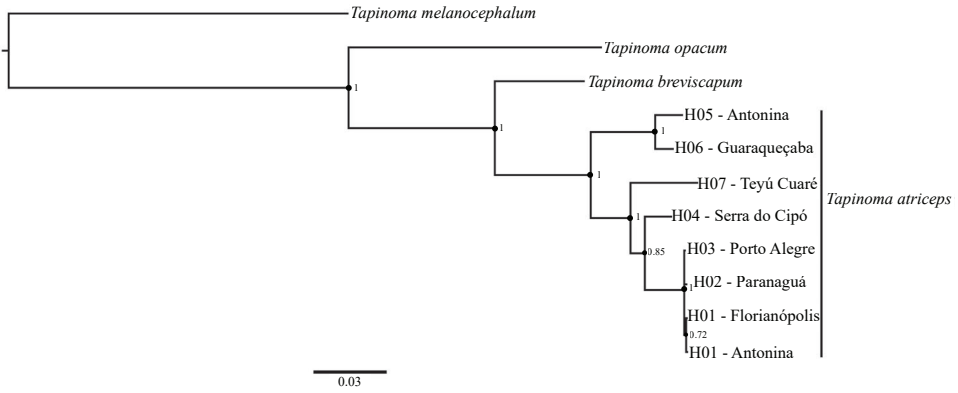 Tapinoma melanocephalum
Tapinoma opacum
1
Tapinoma breviscapum
1
H05 - Antonina
1
H06 - Guaraqueçaba
1
H07 - Teyú Cuaré
Tapinoma atriceps
1
H04 - Serra do Cipó
0.85
H03 - Porto Alegre
H02 - Paranaguá
1
H01 - Florianópolis
0.72
H01 - Antonina
0.03